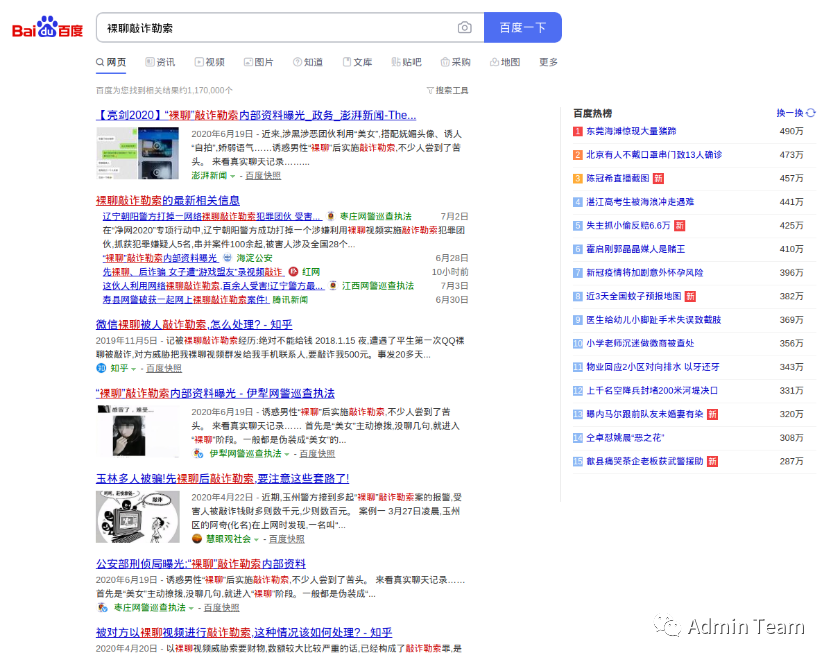 Bai du 百度
裸聊敲诈勒索
百度一下
网页 资讯 视频 图片 知道 文库 贴吧 采购 地图 更多
百度为您找到相关结果约1,170,000个 搜索工具
【亮剑2020】“裸聊”敲诈勒索内部资料曝光_政务_澎湃新闻-The...
2020年6月19日 - 近来,涉黑涉恶团伙利用“美女”,搭配妩媚头像、诱人
“自拍”,娇弱语气……诱惑男性“裸聊”后实施敲诈勒索,不少人尝到了苦
头。 来看真实聊天记录………
澎湃新闻 - 百度快照
裸聊敲诈勒索的最新相关信息
辽宁朝阳警方打掉一网络裸聊敲诈勒索犯罪团伙 受害... 枣庄网警巡查执法 7月2日
在“净网2020”专项行动中,辽宁朝阳警方成功打掉一个涉嫌利用裸聊视频实施敲诈勒索犯罪团
伙,抓获犯罪嫌疑人5名,串并案件100余起,被害人涉及全国28个...
“裸聊”敲诈勒索内部资料曝光 海淀公安 6月28日
先裸聊、后诈骗 女子遭“游戏盟友”录视频敲诈 红网 10小时前
这伙人利用网络裸聊敲诈勒索,百余人受害!辽宁警方最... 江西网警巡查执法 7月3日
寿县网警破获一起网上裸聊敲诈勒索案件! 腾讯新闻 6月30日
微信裸聊被人敲诈勒索,怎么处理? - 知乎
2019年11月5日 - 记被裸聊敲诈勒索经历:绝对不能给钱 2018.1.15 夜,遭遇了平生第一次QQ裸
聊被敲诈,对方威胁把我裸聊视频群发给我手机联系人,要敲诈我500元。事发20多天...
知乎 - 百度快照
“裸聊”敲诈勒索内部资料曝光 - 伊犁网警巡查执法
2020年6月19日 - 诱惑男性“裸聊”后实施敲诈勒索,不少人尝到了苦
头。 来看真实聊天记录…… 首先是“美女”主动撩拨,没聊几句,就进入
“裸聊”阶段。一般都是伪装成“美女”的...
伊犁网警巡查执法 - 百度快照
玉林多人被骗!先裸聊后敲诈勒索,要注意这些套路了!
2020年4月22日 - 近期,玉州警方接到多起“裸聊”敲诈勒索案的报警,受
害人被敲诈钱财多则数千元,少则数百元。 案例一 3月27日凌晨,玉州
区的阿奇(化名)在上网时发现,一名叫“...
慧眼观社会 - 百度快照
公安部刑侦局曝光:“裸聊”敲诈勒索内部资料
2020年6月19日 - 诱惑男性“裸聊”后实施敲诈勒索,不少人尝到了苦头。 来看真实聊天记录……
首先是“美女”主动撩拨,没聊几句,就进入“裸聊”阶段。一般都是伪装成“...
枣庄网警巡查执法 - 百度快照
被对方以裸聊视频进行敲诈勒索,这种情况该如何处理? - 知乎
2020年4月20日 - 以裸聊视频威胁索要财物,数额较大比较严重的话,已经构成了敲诈勒索罪,是
百度热榜 换一换
1 东莞海滩惊现大量猪蹄 490万
2 北京有人不戴口罩串门致13人确诊 473万
3 陈冠希直播截图 新 457万
4 湛江高考生被海浪冲走遇难 441万
5 失主抓小偷反赔6.6万 新 425万
6 霍启刚郭晶晶媒人是赌王 410万
7 新冠疫情将加剧意外怀孕风险 396万
8 近3天全国蚊子预报地图 新 382万
9 医生给幼儿小脚趾手术失误致截肢 369万
10 小学老师沉迷做微商被查处 356万
11 物业回应2小区对向排水 以牙还牙 343万
12 上千名空降兵封堵200米河堤决口 331万
13 曝内马尔跟前队友未婚妻有染 新 320万
14 仝卓怼姚晨“恶之花” 308万
15 歙县痛哭茶企老板获武警援助 新 287万
Admin Team